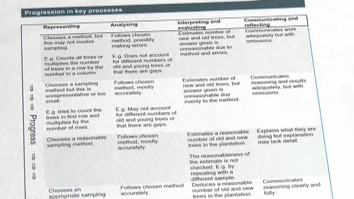 Progression in key processes
Representing
Analysing
Interpreting and
evaluating
Communicating and
reflecting
Chooses a method, but
this may not involve
sampling.
E.g. Counts all trees or
multiplies the number
of trees in a row by the
number in a column.
Follows chosen
method, possibly
making errors.
E.g. Does not account
for different numbers
of old and young trees or
that there are gaps.
Estimates number of
new and old trees, but
answer given is
unreasonable due to
method and errors.
Communicates work
adequately but with
omissions.
Chooses a sampling
method but this is
unrepresentative or too
small.
E.g. tries to count the
trees in first row and
multiplies by the
number of rows.
Follows chosen
method, mostly
accurately.
E.g. May not account
for different numbers of
old and young trees or
that there are gaps
Estimates number of
new and old trees, but
answer given is
unreasonable due
mainly to the method.
Communicates
reasoning and results
adequately, but with
omissions.
Progress
Chooses a reasonable
sampling method.
Follows chosen
method, mostly
accurately.
Estimates a reasonable
number of old and new
trees in the plantation.
The reasonableness of
the estimate is not
checked. E.g. by
repeating with a
different sample.
Explains what they are
doing but explanation
may lack detail.
Chooses an
appropriate sampling
Follows chosen method
accurately.
Deduces a reasonable
number of old and new
trees in the plantation.
Communicates
reasoning clearly and
fully.